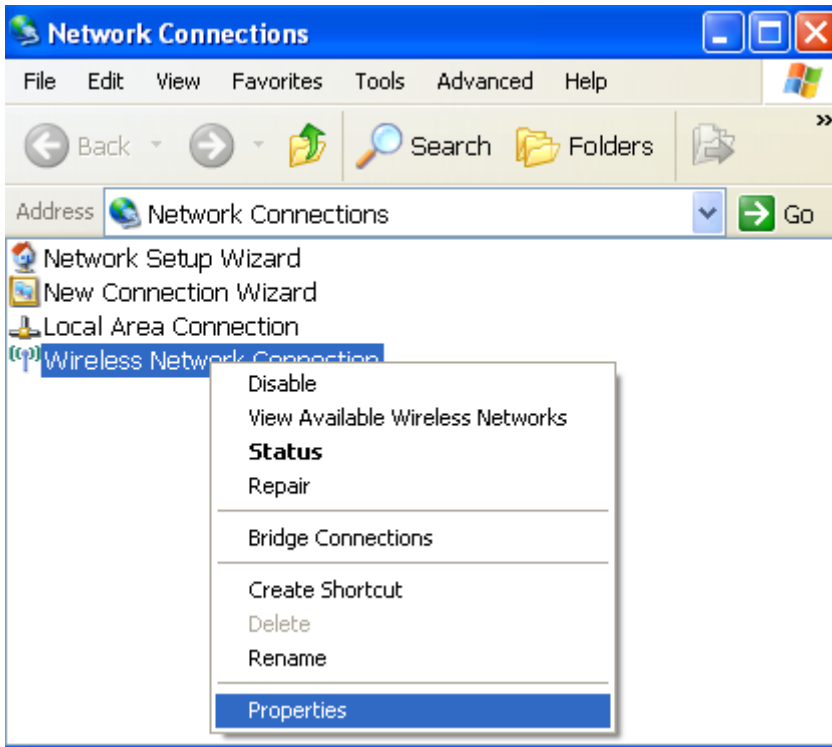 Network Connections
File Edit View Favorites Tools Advanced Help
Back Search Folders »
Address Network Connections Go
Network Setup Wizard
New Connection Wizard
Local Area Connection
Wireless Network Connection
Disable
View Available Wireless Networks
Status
Repair
Bridge Connections
Create Shortcut
Delete
Rename
Properties